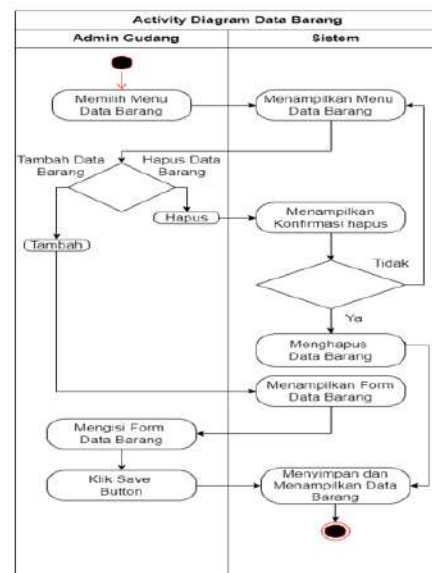 Activity Diagram Data Barang
Admin Gudang
Sistem
Memilih Menu
Data Barang
Menampilkan Menu
Data Barang
Tambah Data
Barang
Hapus Data
Barang
Hapus
Menampilkan
Konfirmasi hapus
Tambah
Tidak
Ya
Menghapus
Data Barang
Menampilkan Form
Data Barang
Mengisi Form
Data Barang
Klik Save
Button
Menyimpan dan
Menampilkan Data
Barang